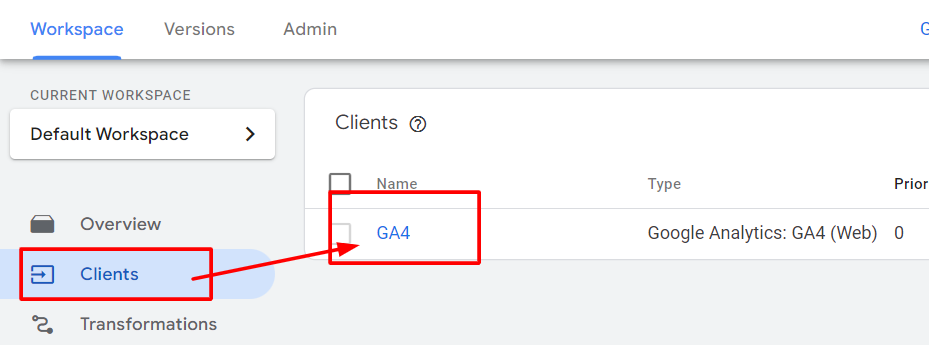 Workspace Versions Admin
G
CURRENT WORKSPACE
Default Workspace
Clients
Name Type Prior
GA4 Google Analytics: GA4 (Web) 0
Overview
Clients
Transformations